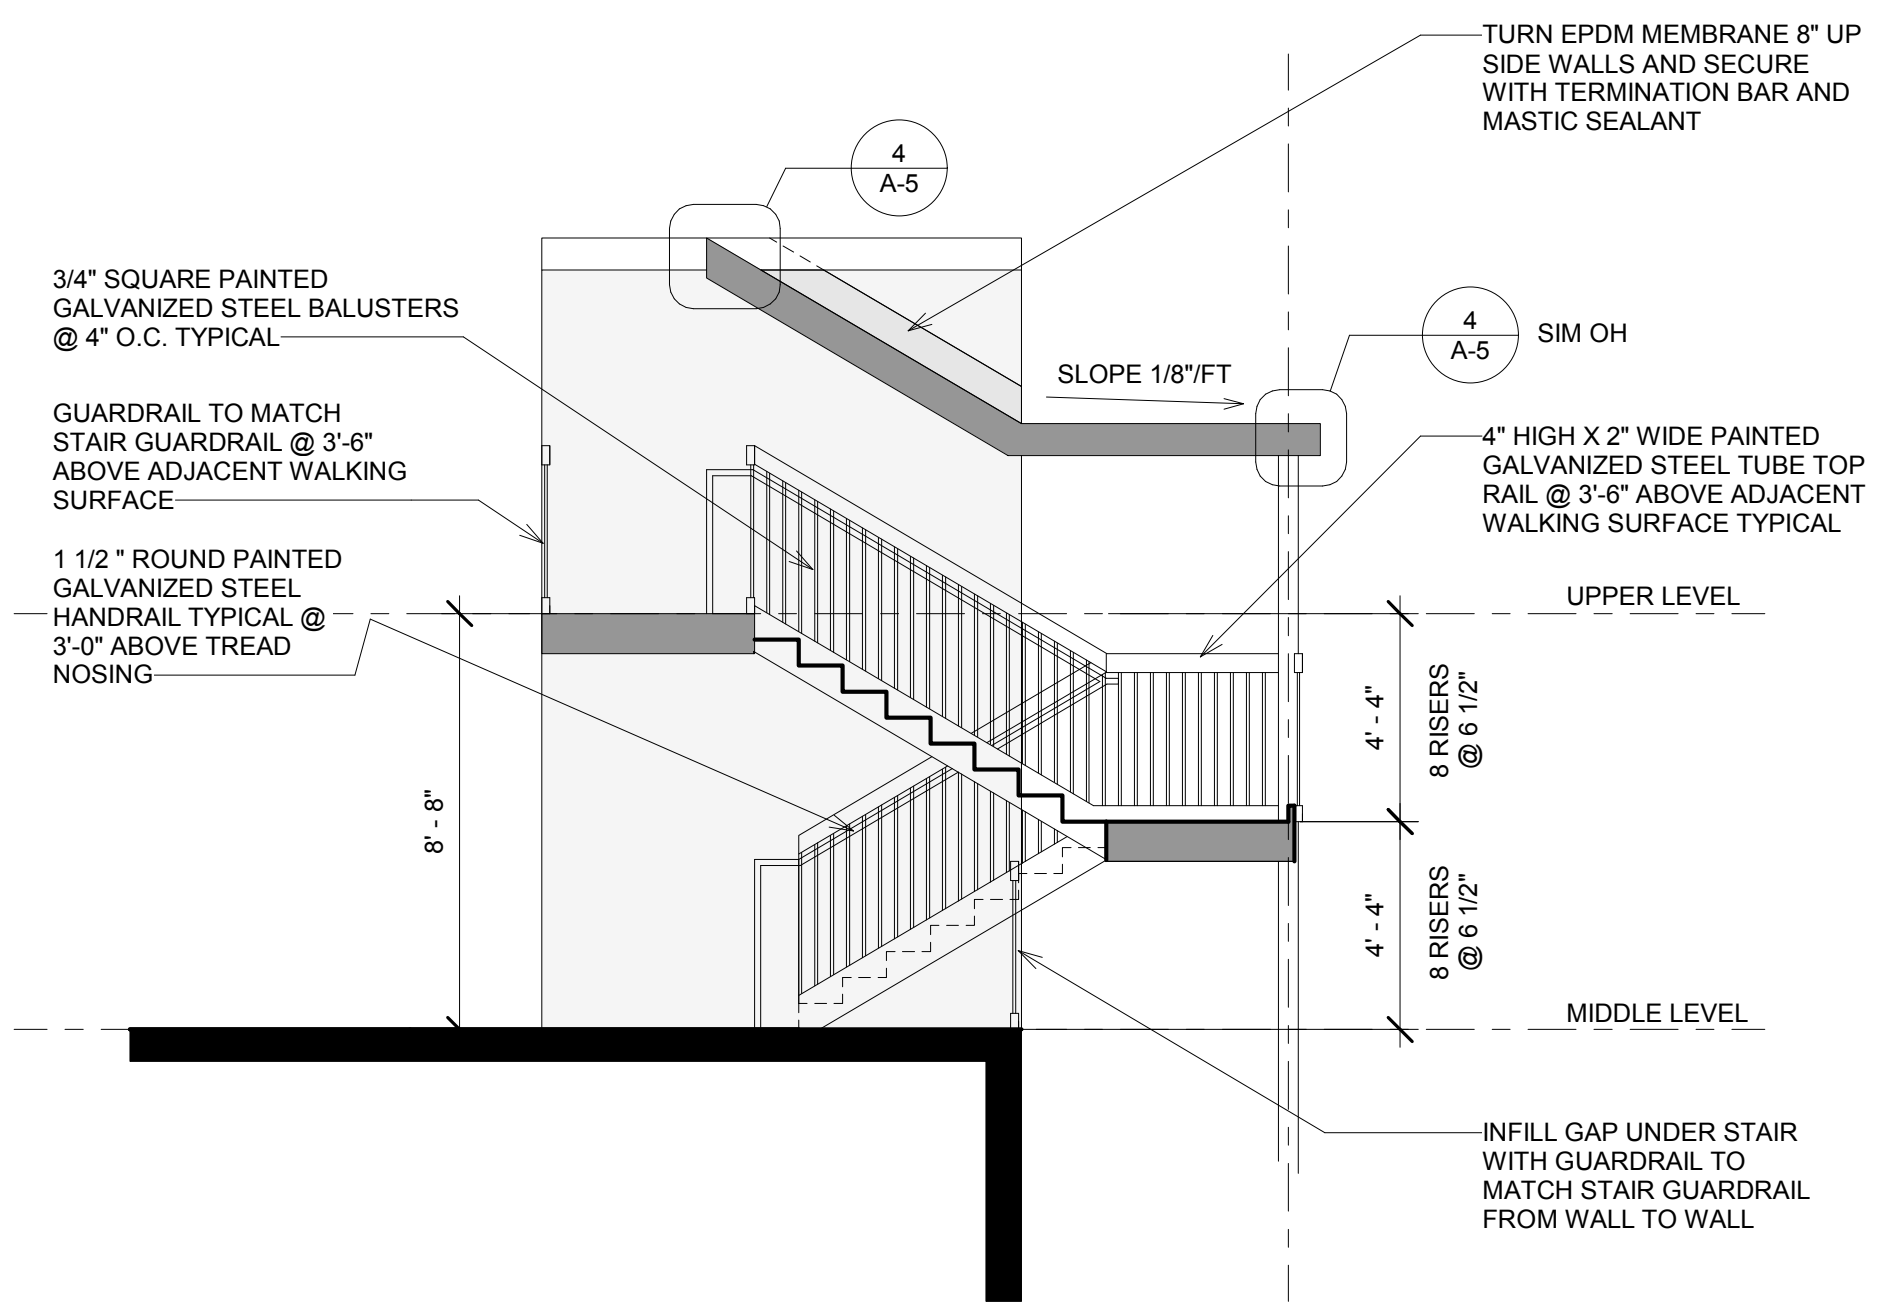 TURN EPDM MEMBRANE 8" UP
SIDE WALLS AND SECURE
WITH TERMINATION BAR AND
MASTIC SEALANT
4
A-5
3/4" SQUARE PAINTED
GALVANIZED STEEL BALUSTERS
@ 4" O.C. TYPICAL
4
A-5
SIM OH
SLOPE 1/8"/FT
GUARDRAIL TO MATCH
STAIR GUARDRAIL @ 3'-6"
ABOVE ADJACENT WALKING
SURFACE
4" HIGH X 2" WIDE PAINTED
GALVANIZED STEEL TUBE TOP
RAIL @ 3'-6" ABOVE ADJACENT
WALKING SURFACE TYPICAL
1 1/2 " ROUND PAINTED
GALVANIZED STEEL
HANDRAIL TYPICAL @
3'-0" ABOVE TREAD
NOSING
UPPER LEVEL
4' - 4"
8 RISERS
@ 6 1/2"
8' - 8"
4' - 4"
8 RISERS
@ 6 1/2"
MIDDLE LEVEL
INFILL GAP UNDER STAIR
WITH GUARDRAIL TO
MATCH STAIR GUARDRAIL
FROM WALL TO WALL